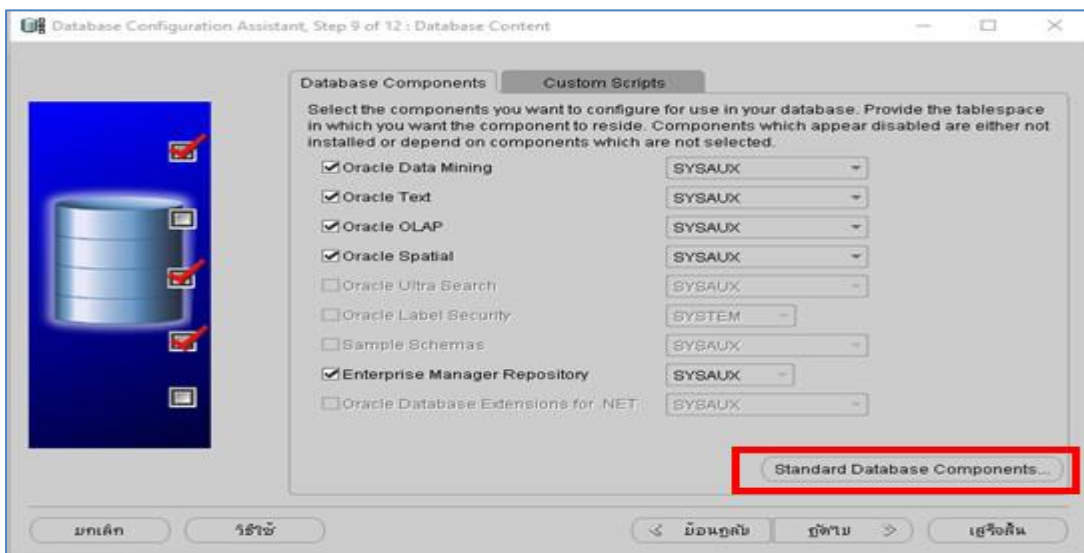 Database Configuration Assistant, Step 9 of 12 : Database Content
Database Components
Custom Scripts
Select the components you want to configure for use in your database. Provide the tablespace
in which you want the component to reside. Components which appear disabled are either not
installed or depend on components which are not selected.
Oracle Data Mining SYSAUX
Oracle Text SYSAUX
Oracle OLAP SYSAUX
Oracle Spatial SYSAUX
Oracle Ultra Search SYSAUX
Oracle Label Security SYSTEM
Sample Schemas SYSAUX
Enterprise Manager Repository SYSAUX
Oracle Database Extensions for .NET SYSAUX
Standard Database Components...
ยกเลิก วิธีใช้ ย้อนกลับ ถัดไป เสร็จสิ้น